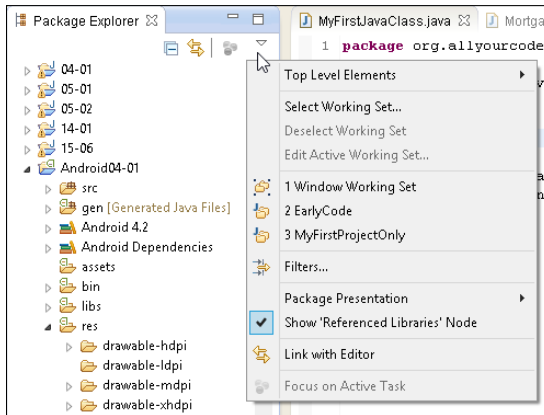 Package Explorer
MyFirstJavaClass.java
Mortga
1 package org.allyourcode
04-01
05-01
05-02
14-01
15-06
Android04-01
src
gen [Generated Java Files]
Android 4.2
Android Dependencies
assets
bin
libs
res
drawable-hdpi
drawable-ldpi
drawable-mdpi
drawable-xhdpi
Top Level Elements
Select Working Set...
Deselect Working Set
Edit Active Working Set...
1 Window Working Set
2 EarlyCode
3 MyFirstProjectOnly
Filters...
Package Presentation
Show 'Referenced Libraries' Node
Link with Editor
Focus on Active Task